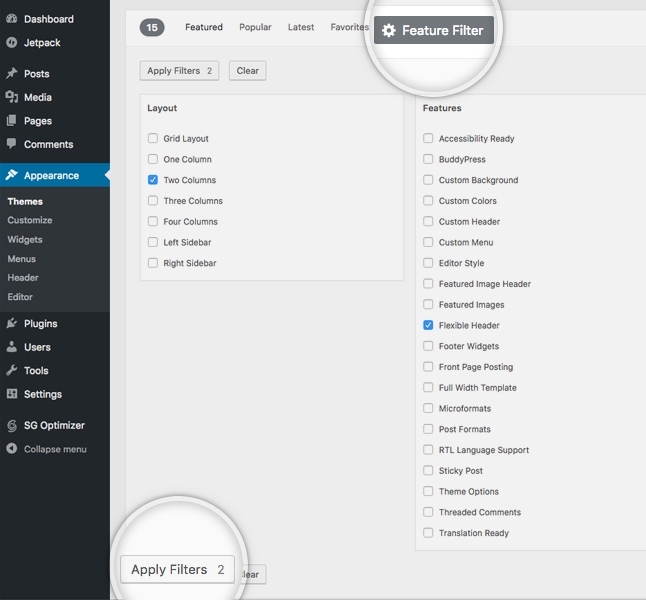 Dashboard
Jetpack
Posts
Media
Pages
Comments
Appearance
Themes
Customize
Widgets
Menus
Header
Editor
Plugins
Users
Tools
Settings
SG Optimizer
Collapse menu
15 Featured Popular Latest Favorites Feature Filter
Apply Filters 2 Clear
Layout
Grid Layout
One Column
Two Columns
Three Columns
Four Columns
Left Sidebar
Right Sidebar
Features
Accessibility Ready
BuddyPress
Custom Background
Custom Colors
Custom Header
Custom Menu
Editor Style
Featured Image Header
Featured Images
Flexible Header
Footer Widgets
Front Page Posting
Full Width Template
Microformats
Post Formats
RTL Language Support
Sticky Post
Theme Options
Threaded Comments
Translation Ready
Apply Filters 2 lear